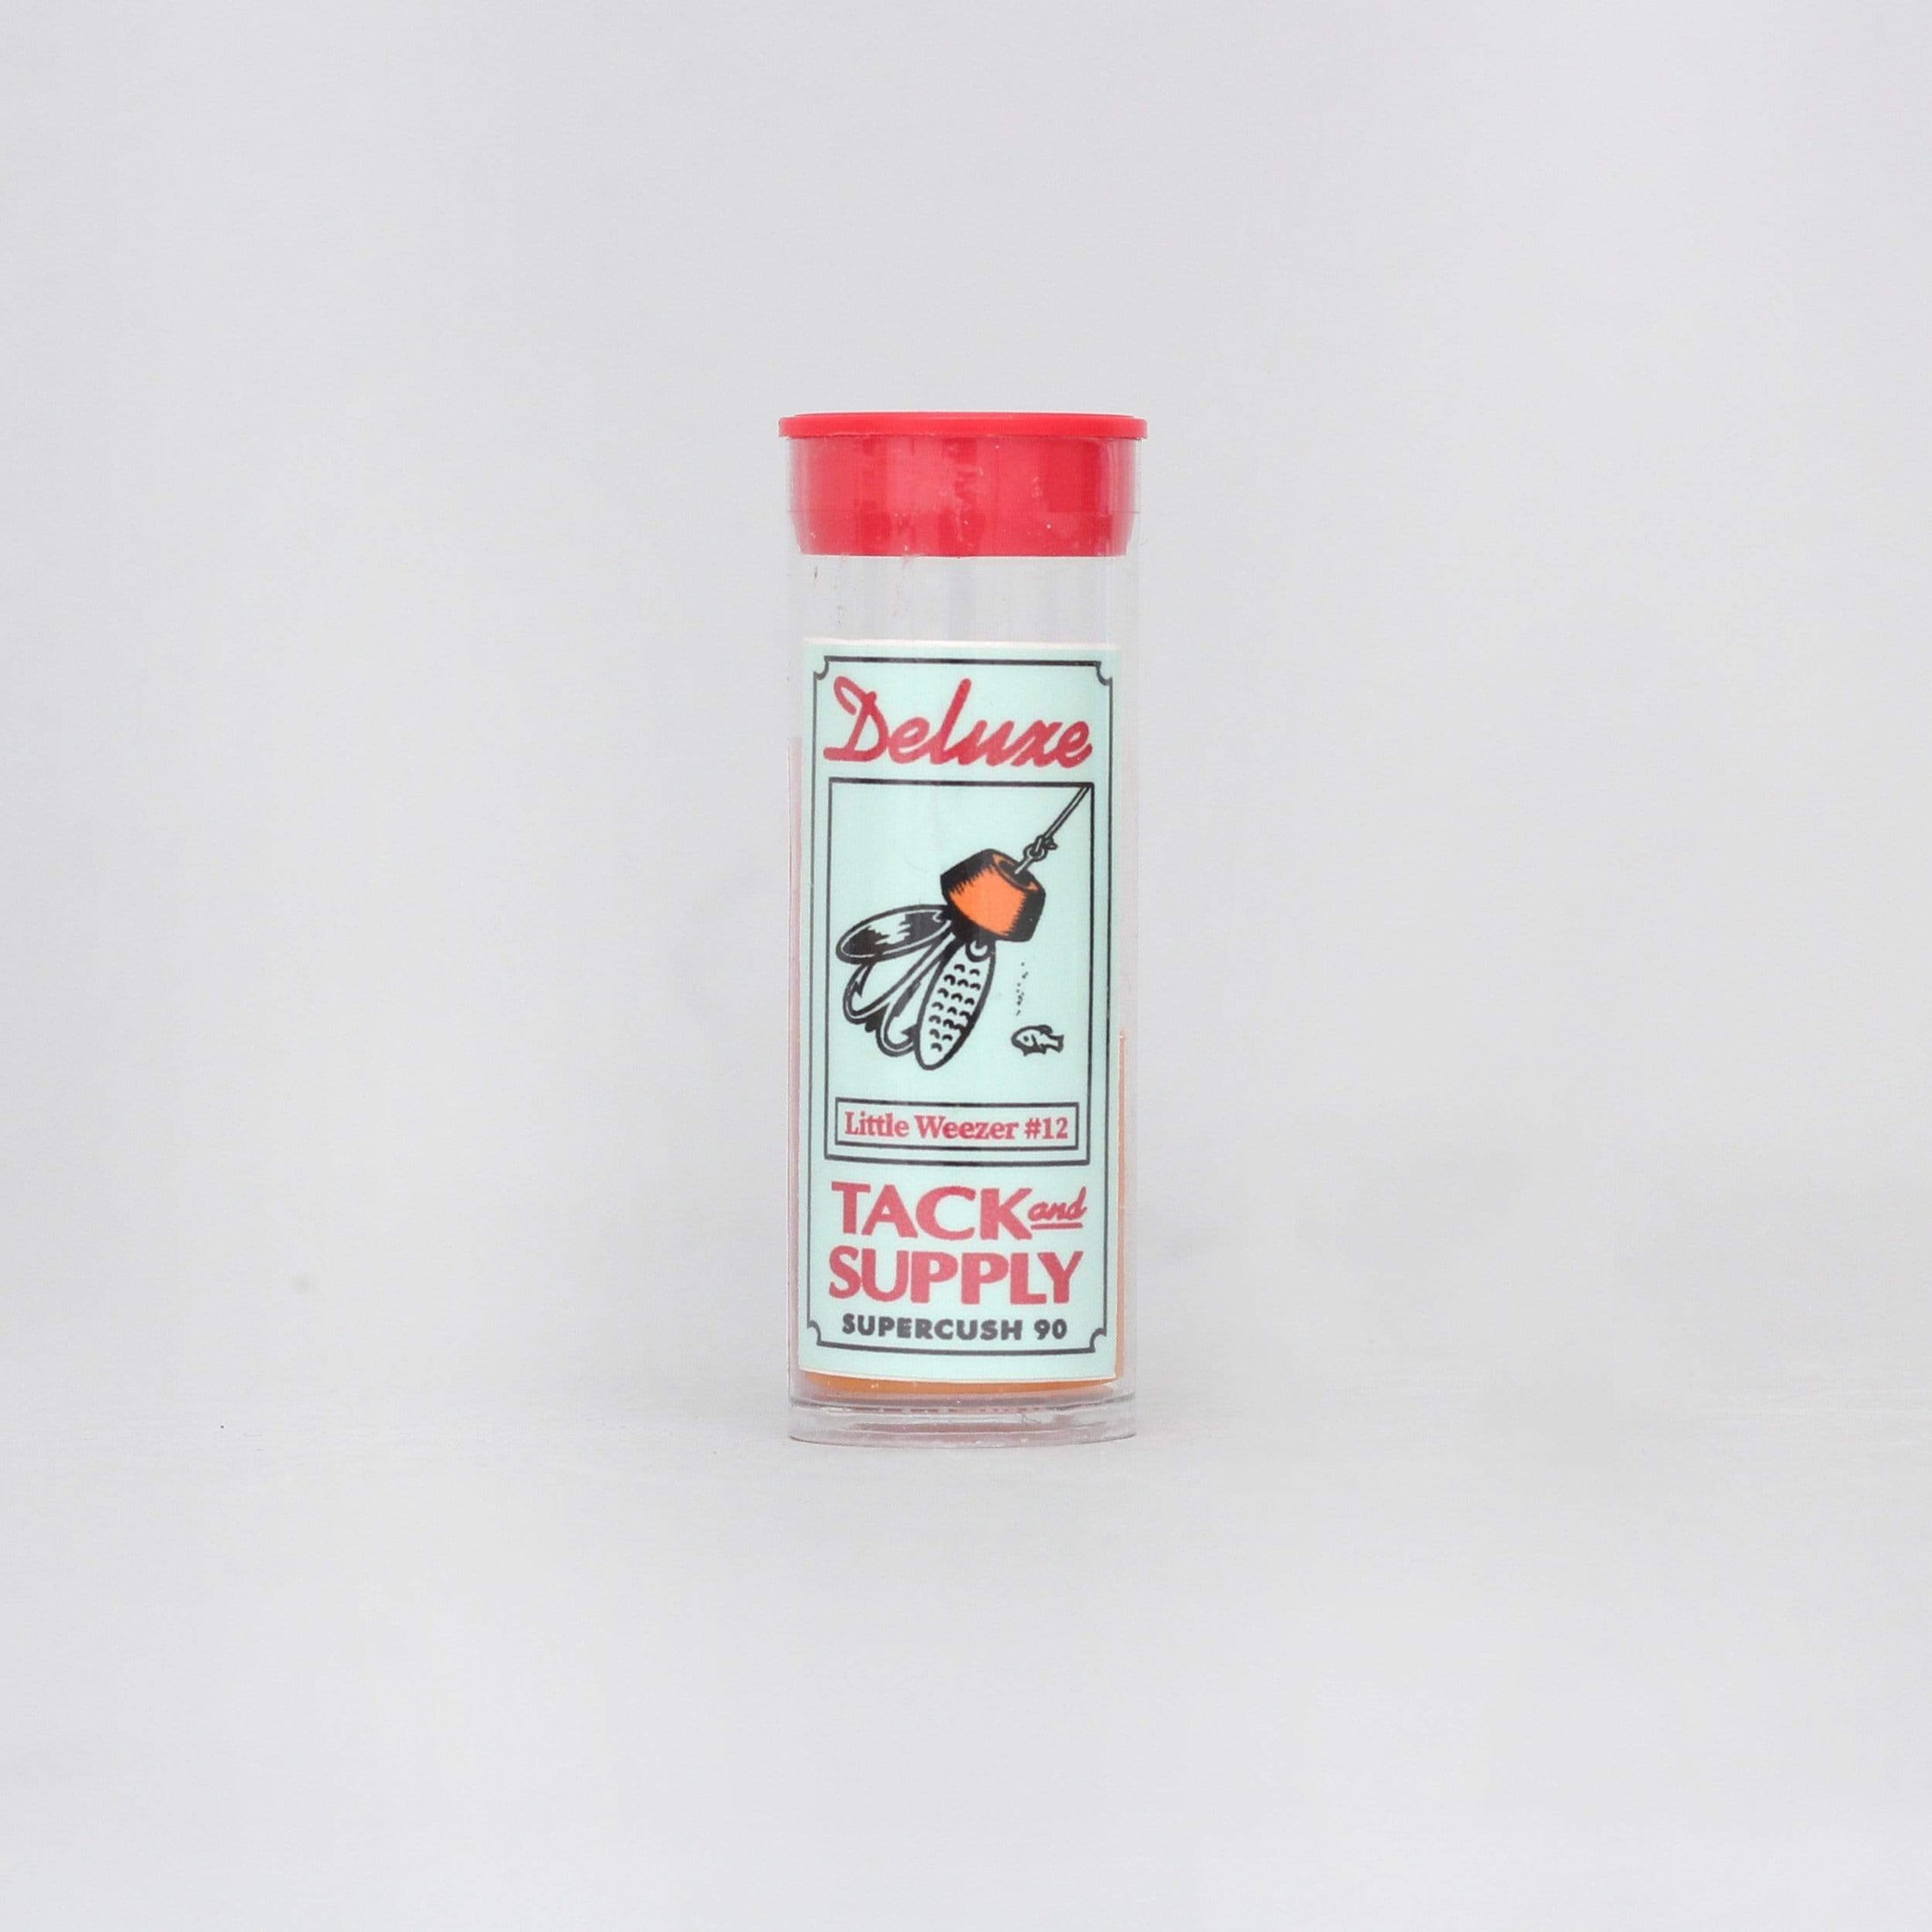 Deluxe
Little Weezer #12
TACK and
SUPPLY
SUPERCUSH 90